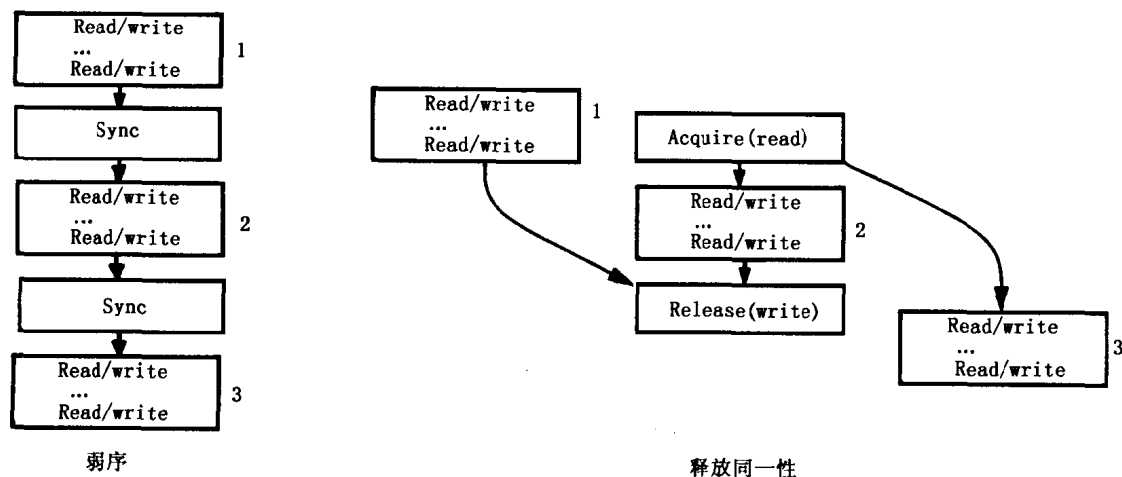 Read/write
...
Read/write
1
Sync
Read/write
...
Read/write
2
Sync
Read/write
...
Read/write
3
弱序
Read/write
...
Read/write
1
Acquire(read)
Read/write
...
Read/write
2
Release(write)
Read/write
...
Read/write
3
释放同一性